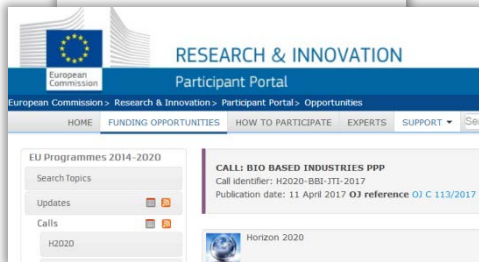 RESEARCH & INNOVATION
European
Commission
Participant Portal
European Commission > Research & Innovation > Participant Portal > Opportunities
HOME FUNDING OPPORTUNITIES HOW TO PARTICIPATE EXPERTS SUPPORT
EU Programmes 2014-2020
Search Topics
Updates
Calls
H2020
CALL: BIO BASED INDUSTRIES PPP
Call identifier: H2020-BBI-JTI-2017
Publication date: 11 April 2017 OJ reference OJ C 113/2017
Horizon 2020